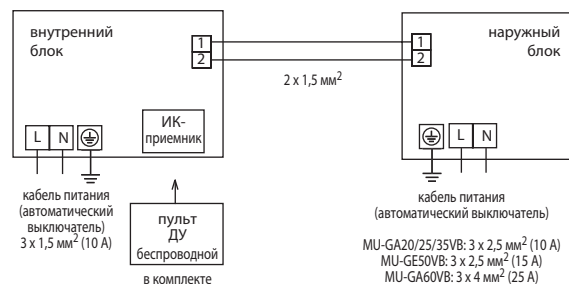 внутренний
блок
1
2
2 x 1,5 мм²
1
2
наружный
блок
ИК-
приемник
L N
L N
кабель питания
(автоматический
выключатель)
3 x 1,5 мм² (10 А)
пульт
ДУ
беспроводной
в комплекте
кабель питания
(автоматический выключатель)
MU-GA20/25/35VB: 3 x 2,5 мм² (10 А)
MU-GE50VB: 3 x 2,5 мм² (15 А)
MU-GA60VB: 3 x 4 мм² (25 А)